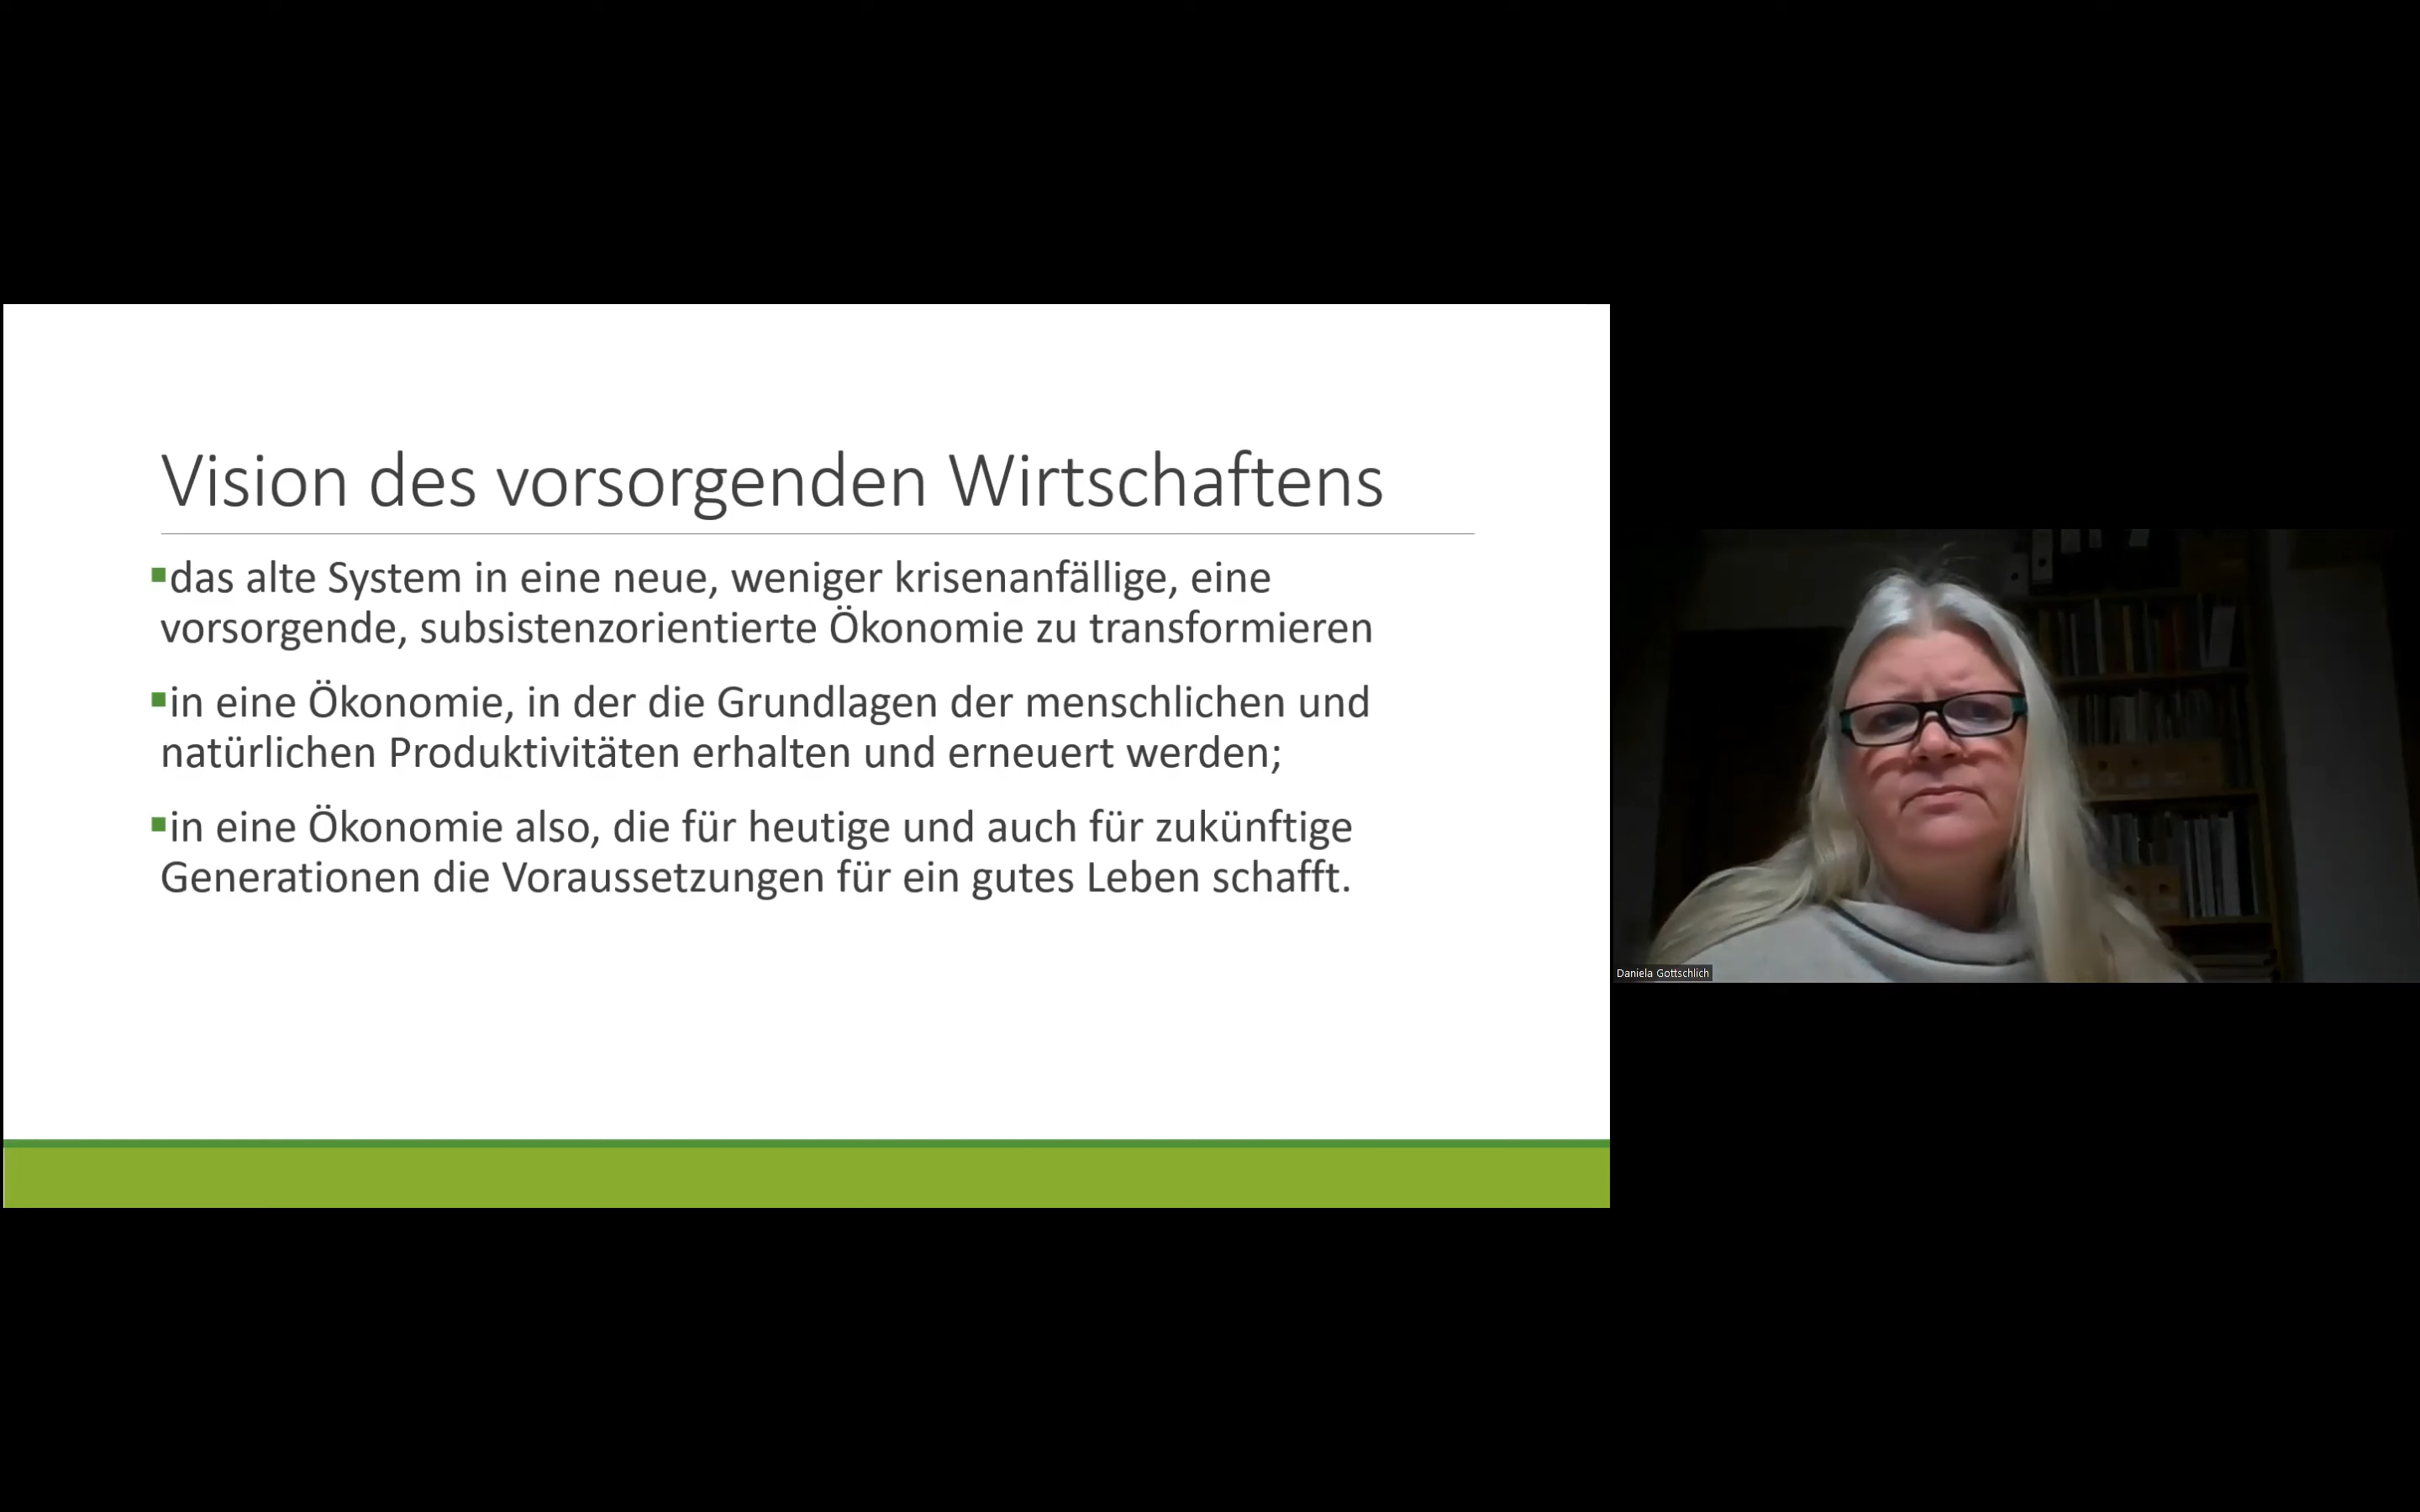 Vision des vorsorgenden Wirtschaftens
▪das alte System in eine neue, weniger krisenanfällige, eine
vorsorgende, subsistenzorientierte Ökonomie zu transformieren
▪in eine Ökonomie, in der die Grundlagen der menschlichen und
natürlichen Produktivitäten erhalten und erneuert werden;
▪in eine Ökonomie also, die für heutige und auch für zukünftige
Generationen die Voraussetzungen für ein gutes Leben schafft.
Daniela Gottschlich